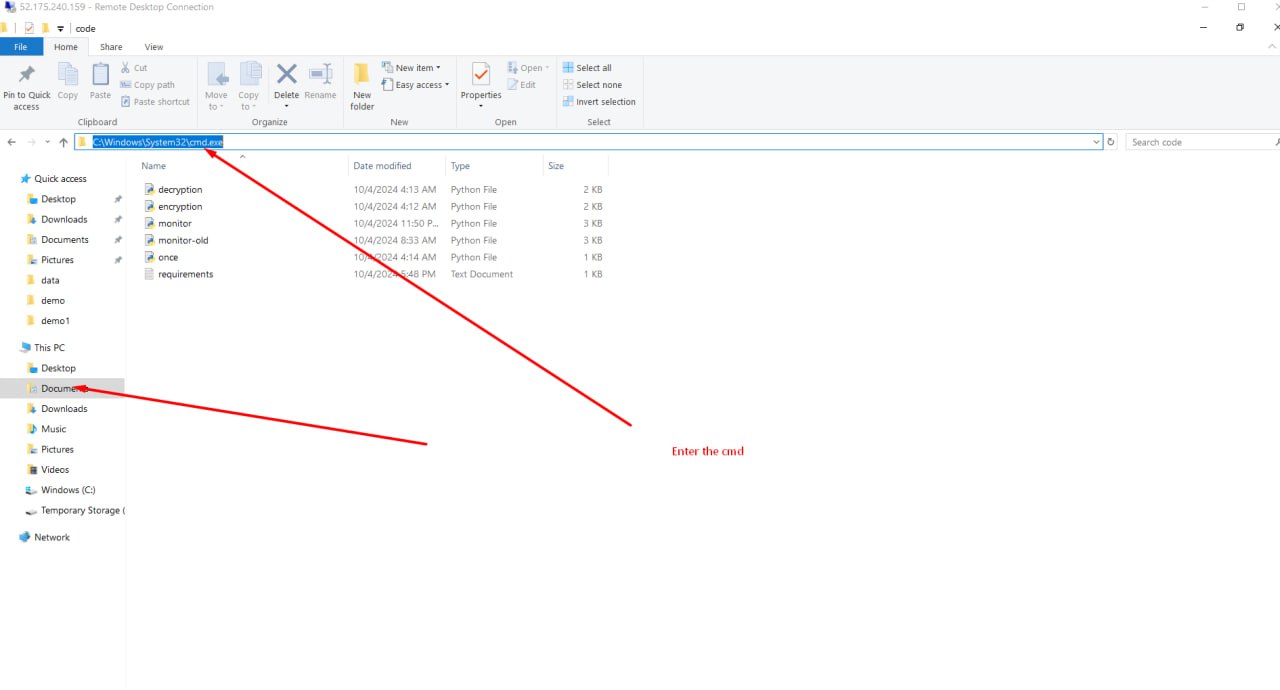 52.175.240.159 - Remote Desktop Connection
code
File Home Share View
Pin to Quick access
Copy
Paste
Cut
Copy path
Paste shortcut
Clipboard
Move to
Copy to
Delete
Rename
Organize
New folder
New item
Easy access
New
Properties
Open
Edit
Open
Select all
Select none
Invert selection
Select
C:\Windows\System32\cmd.exe
Search code
Name Date modified Type Size
decryption 10/4/2024 4:13 AM Python File 2 KB
encryption 10/4/2024 4:12 AM Python File 2 KB
monitor 10/4/2024 11:50 P... Python File 3 KB
monitor-old 10/4/2024 8:33 AM Python File 3 KB
once 10/4/2024 4:14 AM Python File 1 KB
requirements 10/4/2024 5:48 PM Text Document 1 KB
Quick access
Desktop
Downloads
Documents
Pictures
data
demo
demo1
This PC
Desktop
Documents
Downloads
Music
Pictures
Videos
Windows (C:)
Temporary Storage (
Network
Enter the cmd